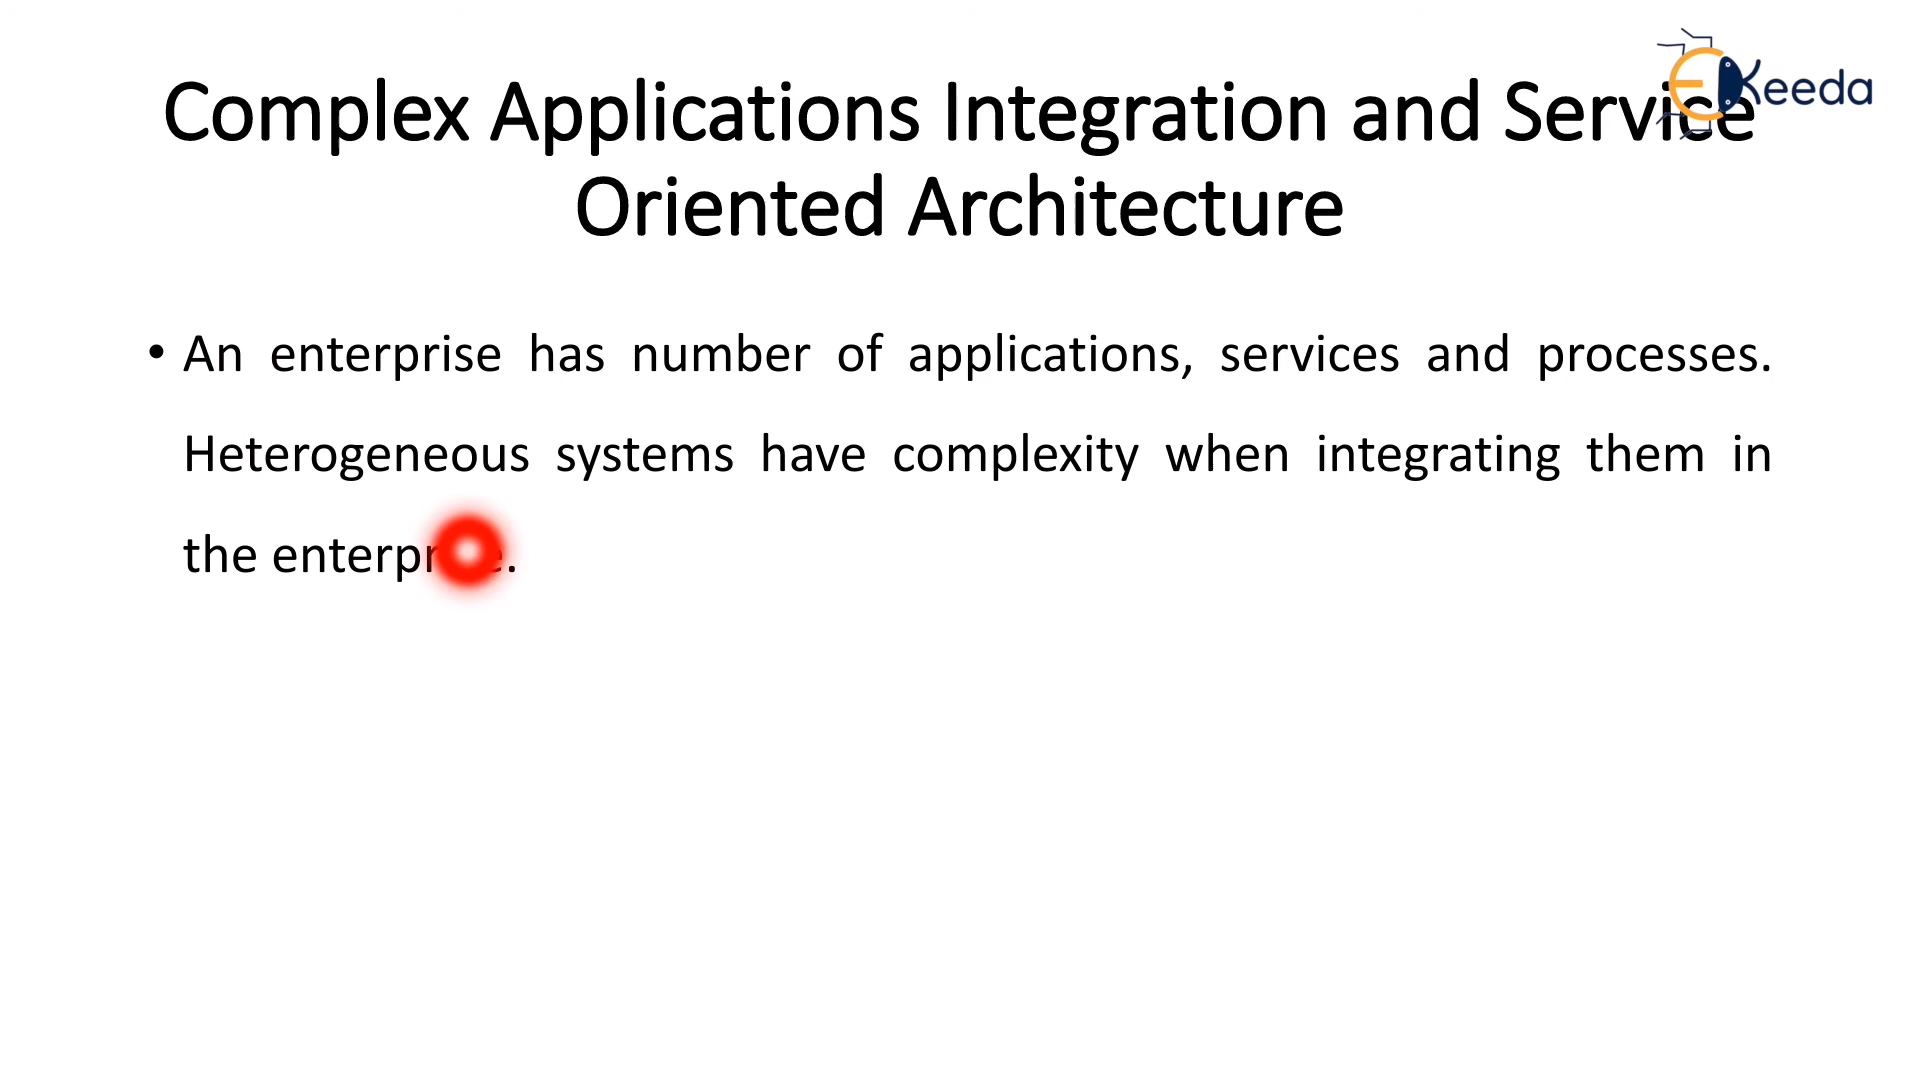 Complex Applications Integration and Service
Oriented Architecture
EKeeda
• An enterprise has number of applications, services and processes.
Heterogeneous systems have complexity when integrating them in
the enterprise.